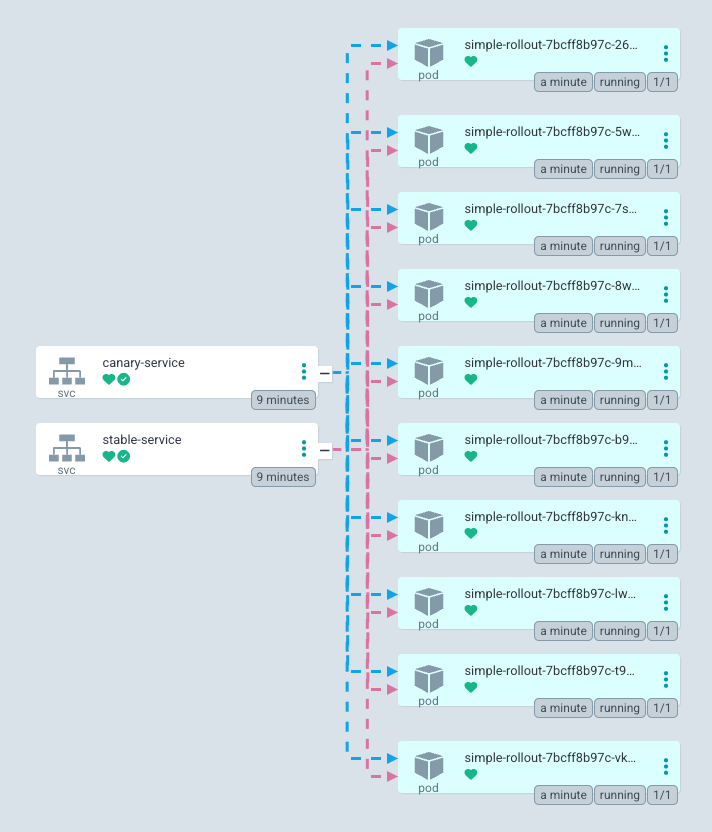 simple-rollout-7bcff8b97c-26...
pod
a minute running 1/1
simple-rollout-7bcff8b97c-5w...
pod
a minute running 1/1
simple-rollout-7bcff8b97c-7s...
pod
a minute running 1/1
simple-rollout-7bcff8b97c-8w...
pod
a minute running 1/1
canary-service
svc
9 minutes
simple-rollout-7bcff8b97c-9m...
pod
a minute running 1/1
stable-service
svc
9 minutes
simple-rollout-7bcff8b97c-b9...
pod
a minute running 1/1
simple-rollout-7bcff8b97c-kn...
pod
a minute running 1/1
simple-rollout-7bcff8b97c-lw...
pod
a minute running 1/1
simple-rollout-7bcff8b97c-t9...
pod
a minute running 1/1
simple-rollout-7bcff8b97c-vk...
pod
a minute running 1/1